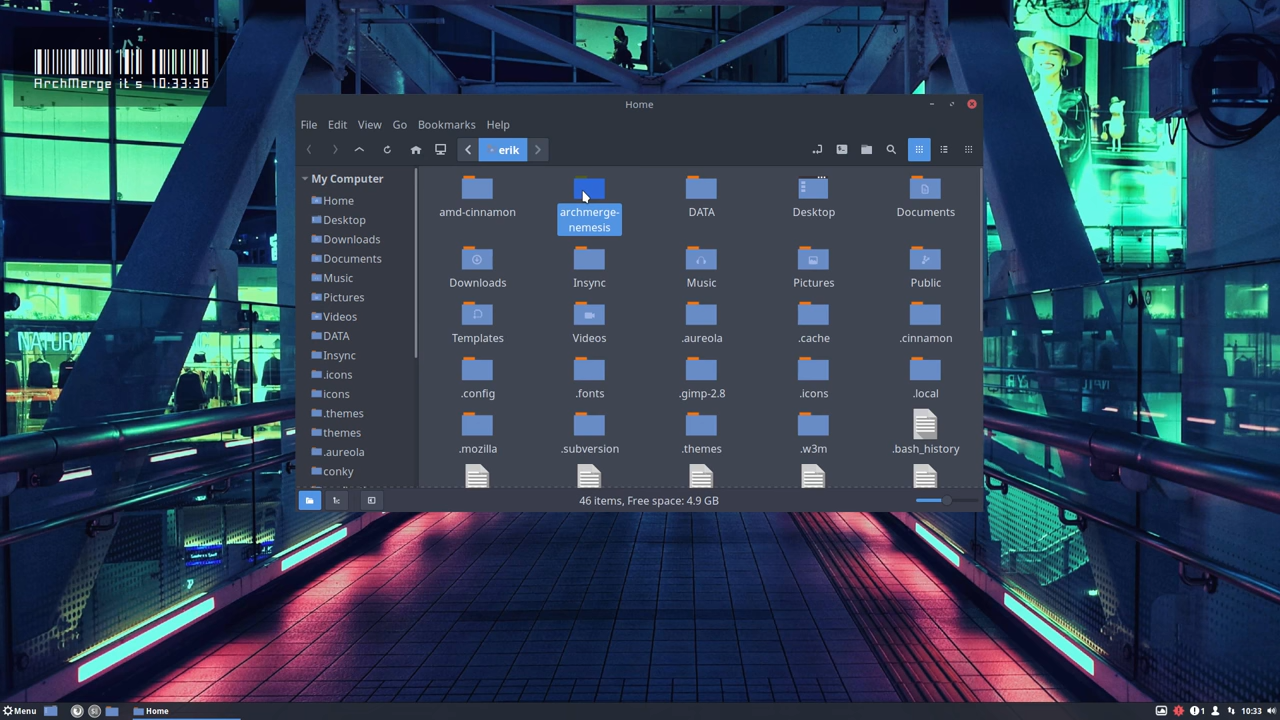 ArchMerge it's 10:33:36
Home
File Edit View Go Bookmarks Help
erik
My Computer
Home
Desktop
Downloads
Documents
Music
Pictures
Videos
DATA
Insync
.icons
icons
.themes
themes
.aureola
conky
amd-cinnamon
archmerge-
nemesis
DATA
Desktop
Documents
Downloads
Insync
Music
Pictures
Public
Templates
Videos
.aureola
.cache
.cinnamon
.config
.fonts
.gimp-2.8
.icons
.local
.mozilla
.subversion
.themes
.w3m
.bash_history
46 items, Free space: 4.9 GB
NATURA
Menu
Home
1
10:33